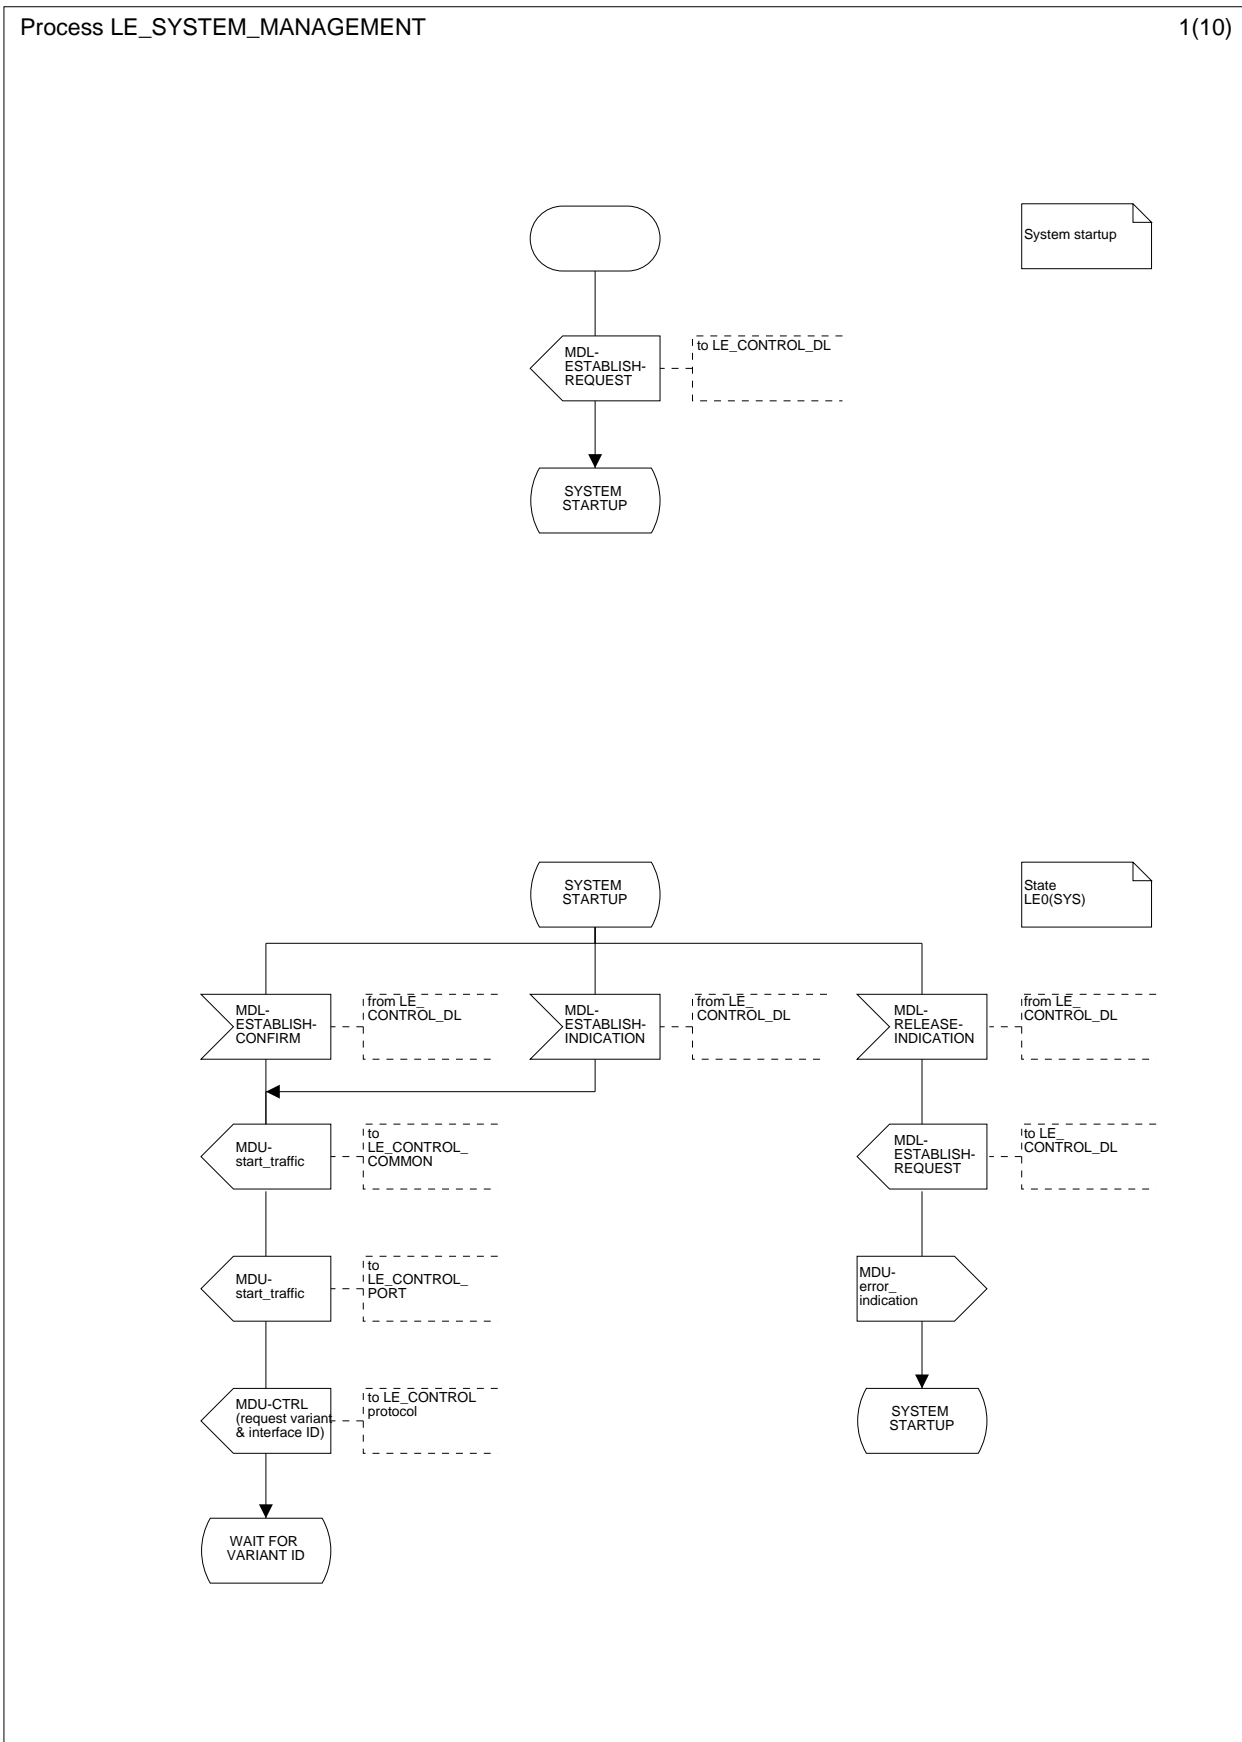 Process LE_SYSTEM_MANAGEMENT
1(10)
System startup
MDL-
ESTABLISH-
REQUEST
to LE_CONTROL_DL
SYSTEM
STARTUP
SYSTEM
STARTUP
State
LE0(SYS)
MDL-
ESTABLISH-
CONFIRM
from LE_
CONTROL_DL
MDL-
ESTABLISH-
INDICATION
from LE_
CONTROL_DL
MDL-
RELEASE-
INDICATION
from LE_
CONTROL_DL
MDU-
start_traffic
to
LE_CONTROL_
COMMON
MDL-
ESTABLISH-
REQUEST
to LE_
CONTROL_DL
MDU-
start_traffic
to
LE_CONTROL_
PORT
MDU-
error_
indication
MDU-CTRL
(request variant
& interface ID)
to LE_CONTROL
protocol
SYSTEM
STARTUP
WAIT FOR
VARIANT ID